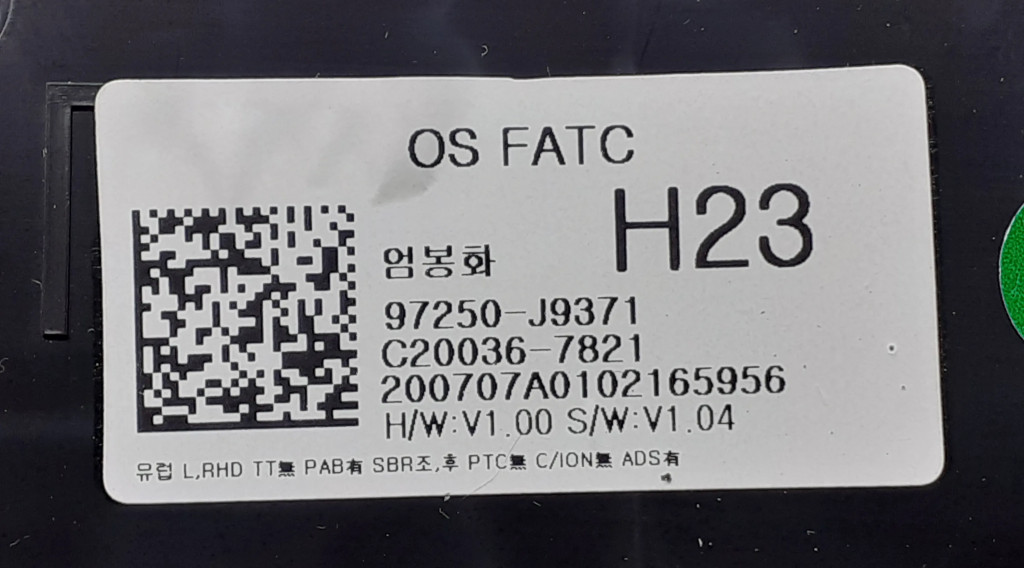 OS FATC
H23
엄봉화
97250-J9371
C20036-7821
200707A0102165956
H/W:V1.00 S/W:V1.04
유럽 L,RHD TT無 PAB有 SBR조,후 PTC無 C/ION無 ADS有